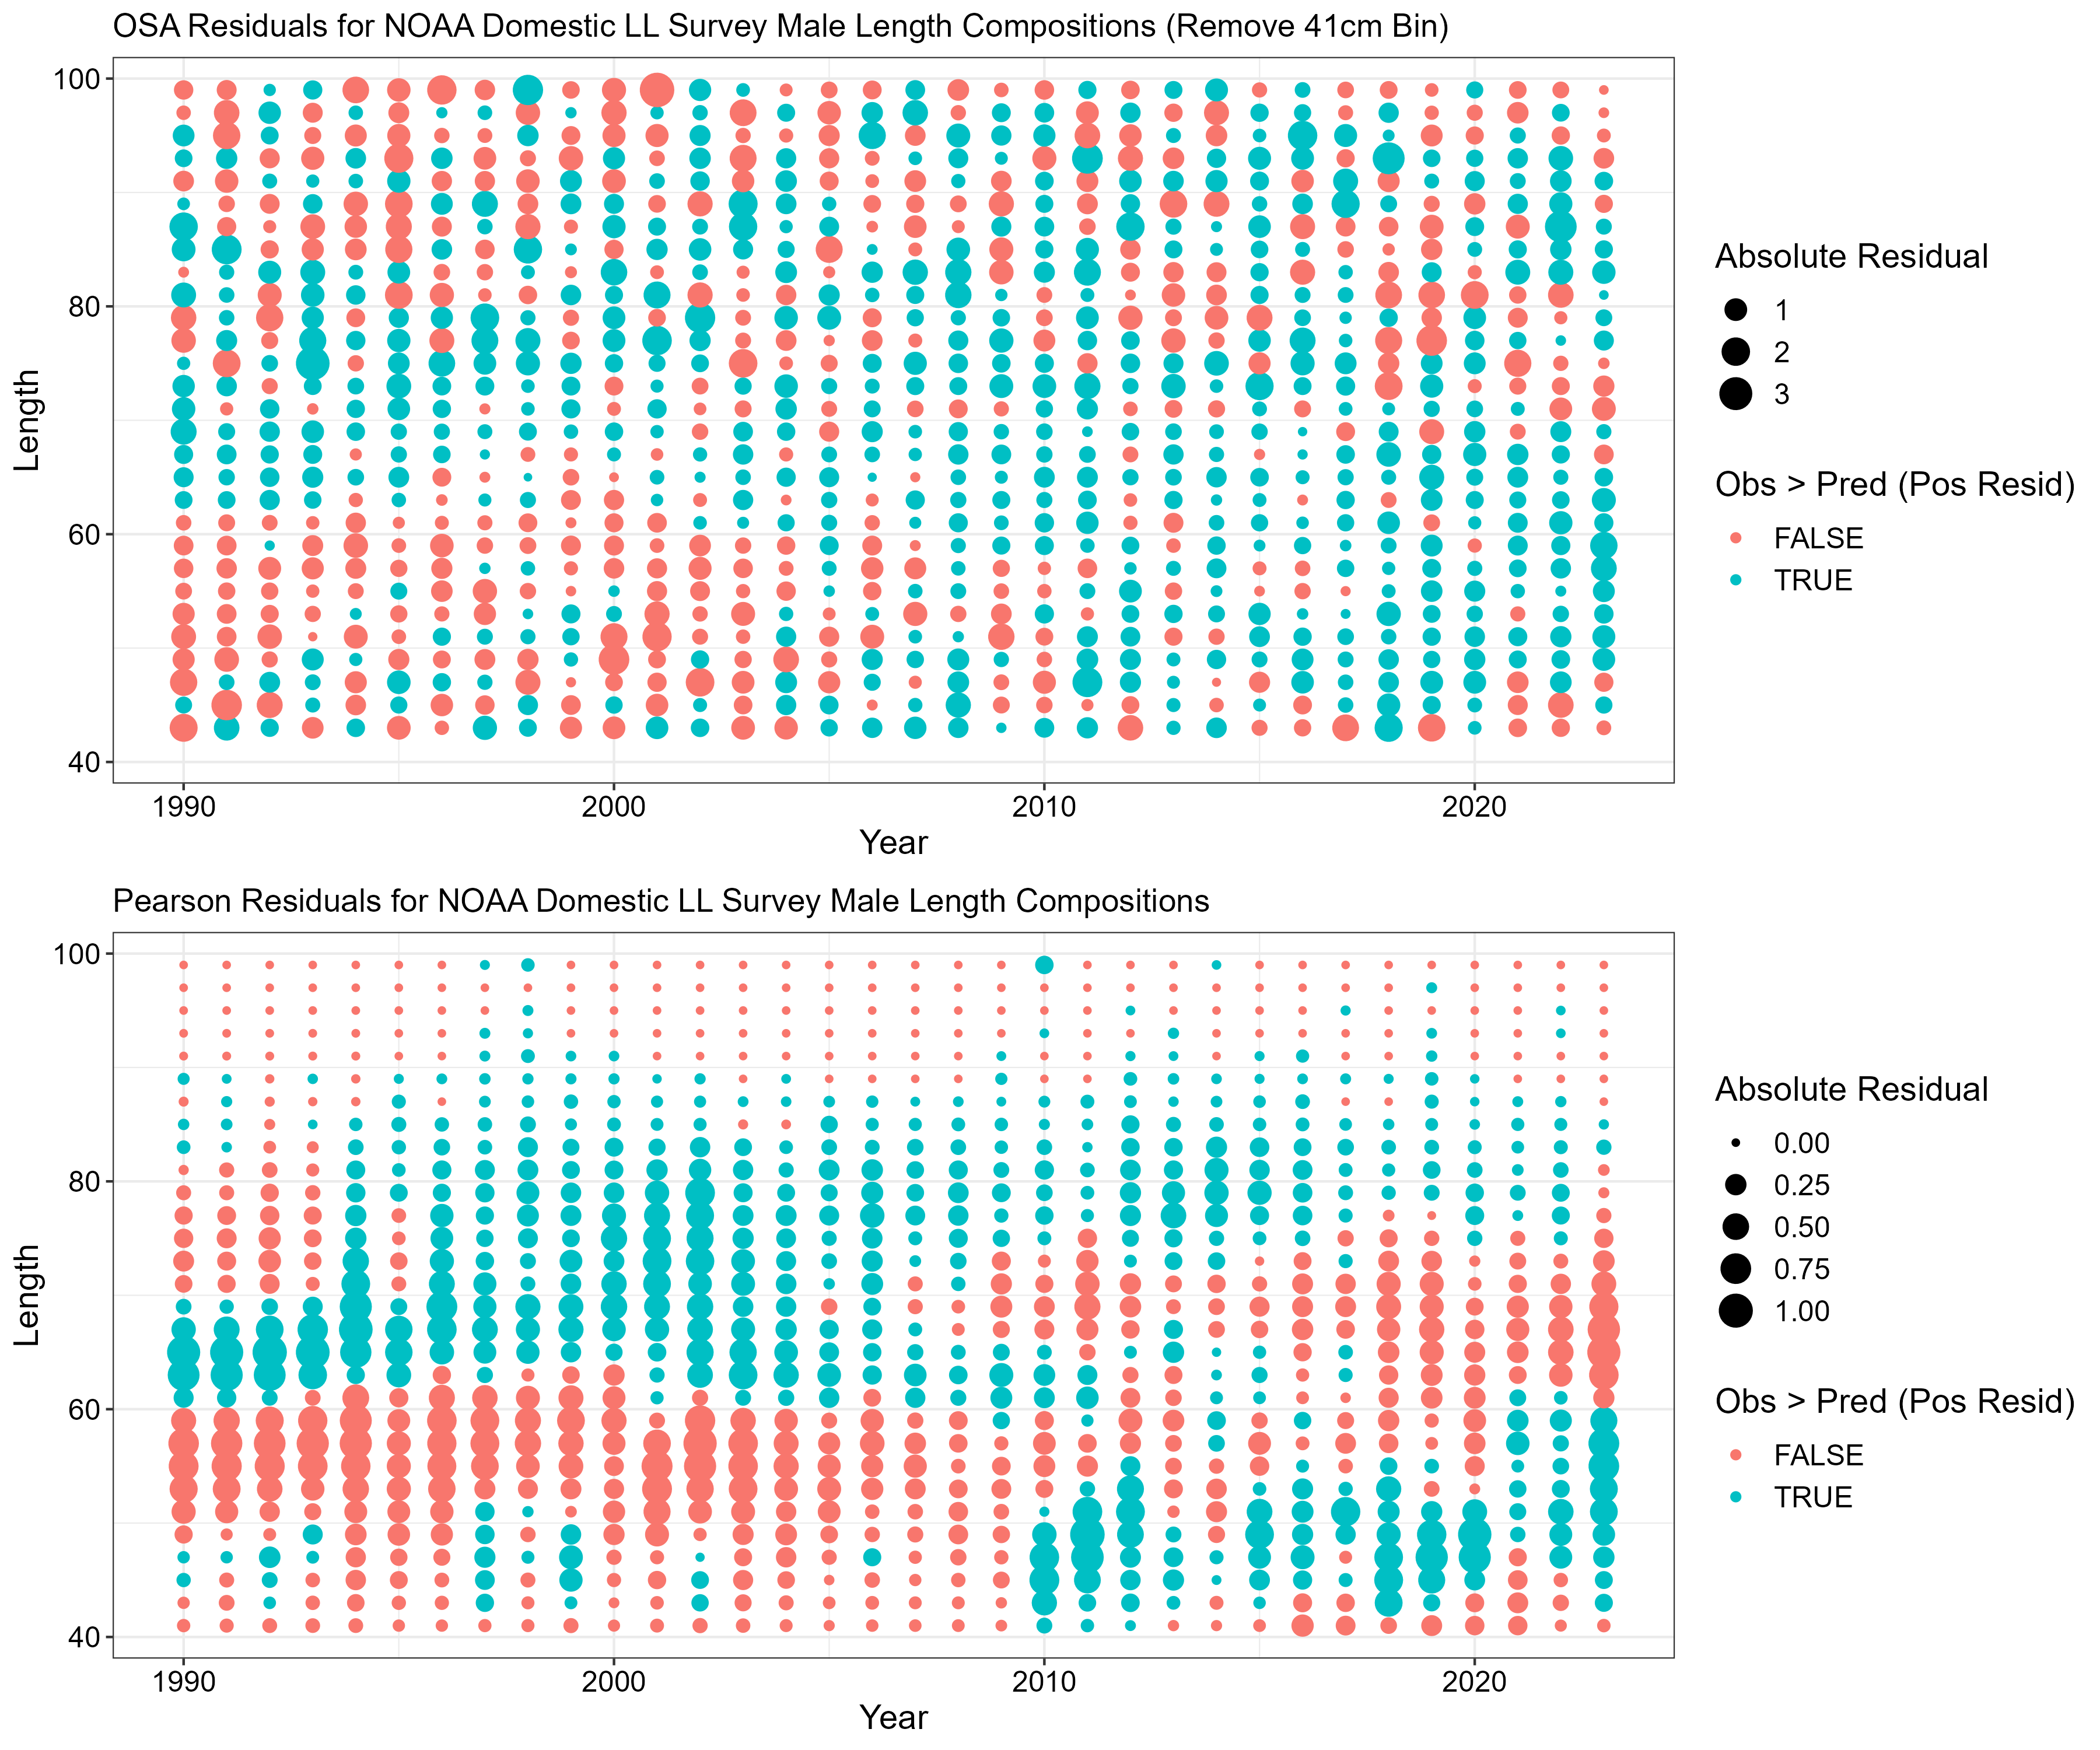 OSA Residuals for NOAA Domestic LL Survey Male Length Compositions (Remove 41cm Bin)
100
80
60
40
Length
1990
2000
2010
2020
Year
Absolute Residual
1
2
3
Obs > Pred (Pos Resid)
FALSE
TRUE
Pearson Residuals for NOAA Domestic LL Survey Male Length Compositions
100
80
60
40
Length
1990
2000
2010
2020
Year
Absolute Residual
0.00
0.25
0.50
0.75
1.00
Obs > Pred (Pos Resid)
FALSE
TRUE